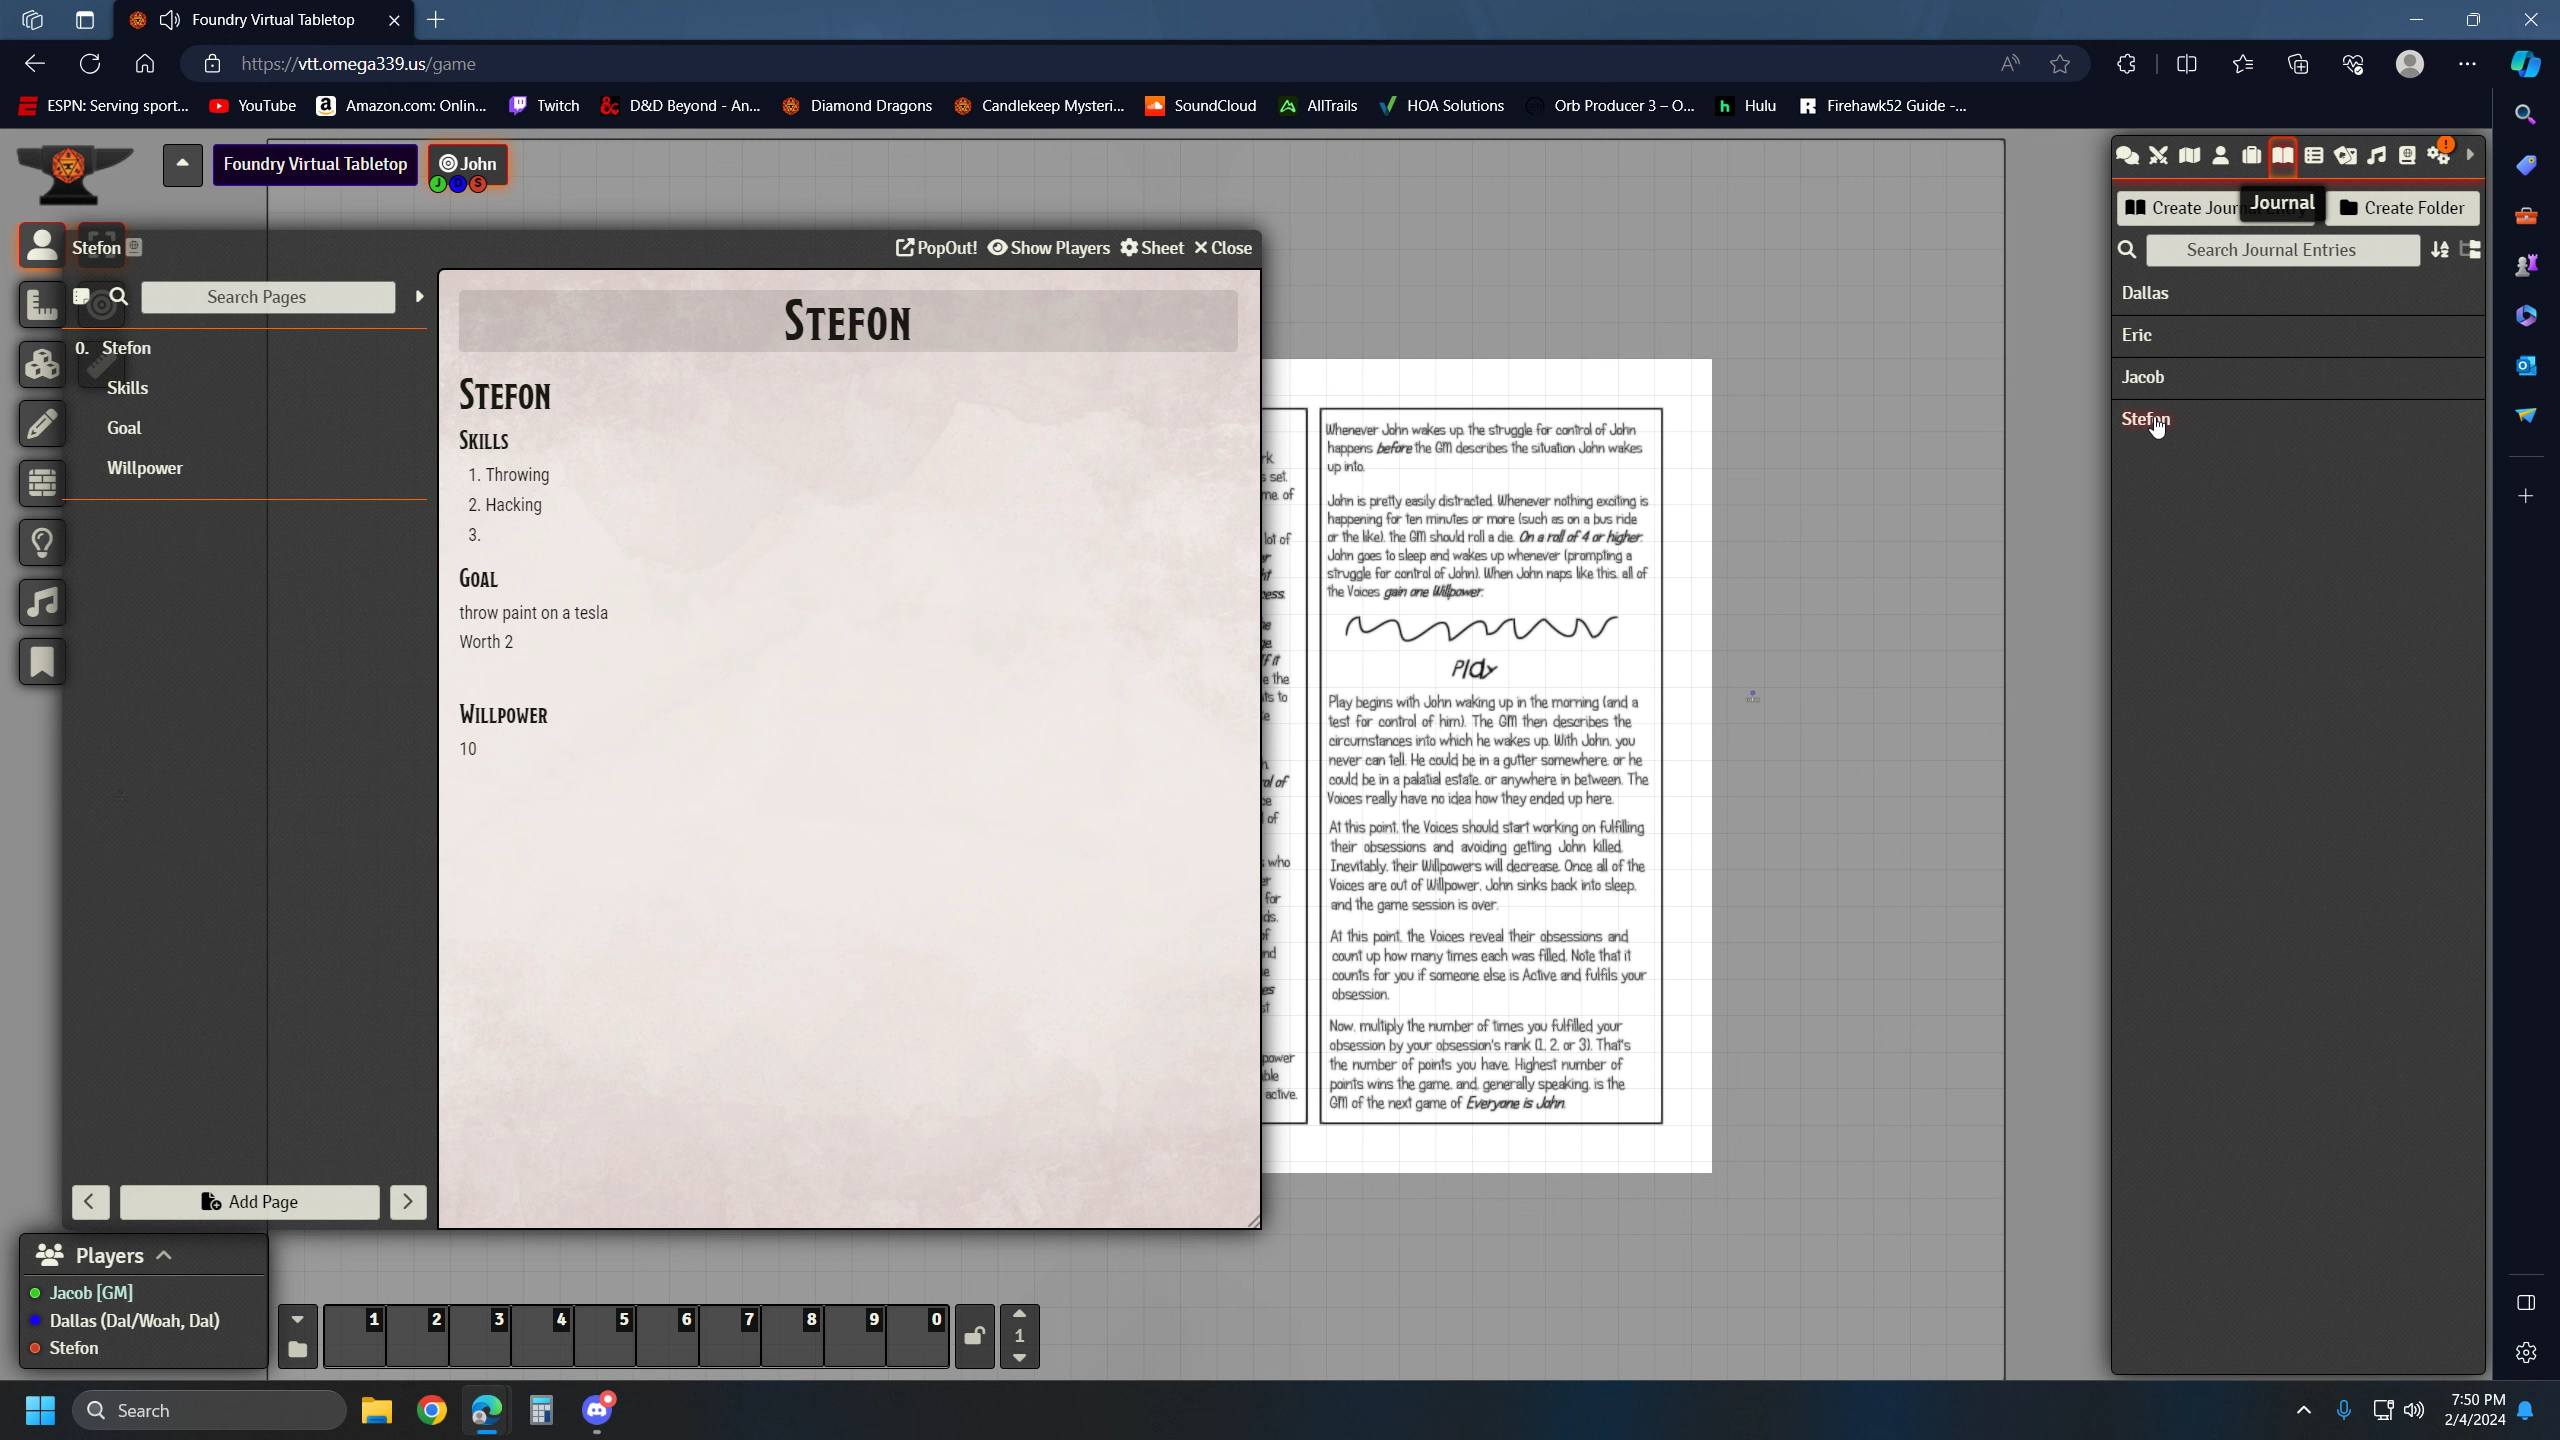 Foundry Virtual Tabletop
https://vtt.omega339.us/game
ESPN: Serving sport...
YouTube
Amazon.com: Onlin...
Twitch
D&D Beyond - An...
Diamond Dragons
Candlekeep Mysteri...
SoundCloud
AllTrails
HOA Solutions
Orb Producer 3 – O...
Hulu
Firehawk52 Guide -...
Foundry Virtual Tabletop
John
J D S
Stefon
PopOut!
Show Players
Sheet
Close
Search Pages
0. Stefon
Skills
Goal
Willpower
Add Page
Stefon
Stefon
Skills
1. Throwing
2. Hacking
3.
Goal
throw paint on a tesla
Worth 2
Willpower
10
Whenever John wakes up, the struggle for control of John
happens before the GM describes the situation John wakes
up into.
John is pretty easily distracted. Whenever nothing exciting is
happening for ten minutes or more (such as on a bus ride
or the like), the GM should roll a die. On a roll of 4 or higher,
John goes to sleep and wakes up whenever (prompting a
struggle for control of John). When John naps like this, all of
the Voices gain one Willpower.
Play
Play begins with John waking up in the morning (and a
test for control of him). The GM then describes the
circumstances into which he wakes up. With John, you
never can tell. He could be in a gutter somewhere, or he
could be in a palatial estate, or anywhere in between. The
Voices really have no idea how they ended up here.
At this point, the Voices should start working on fulfilling
their obsessions and avoiding getting John killed.
Inevitably, their Willpowers will decrease. Once all of the
Voices are out of Willpower, John sinks back into sleep,
and the game session is over.
At this point, the Voices reveal their obsessions and
count up how many times each was filled. Note that it
counts for you if someone else is Active and fulfils your
obsession.
Now, multiply the number of times you fulfilled your
obsession by your obsession's rank (1, 2, or 3). That's
the number of points you have. Highest number of
points wins the game, and, generally speaking, is the
GM of the next game of Everyone is John.
set.
me, of
lot of
the
of
who
for
of
power
active.
Create Journal Entry
Journal
Create Folder
Search Journal Entries
Dallas
Eric
Jacob
Stefon
Players
Jacob [GM]
Dallas (Dal/Woah, Dal)
Stefon
1 2 3 4 5 6 7 8 9 0
1
Search
7:50 PM
2/4/2024